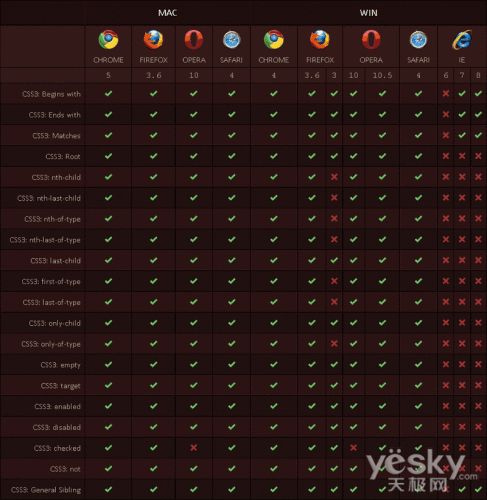 MAC WIN
CHROME FIREFOX OPERA SAFARI CHROME FIREFOX OPERA SAFARI IE
5 3.6 10 4 4 3.6 3 10 10.5 4 6 7 8
CSS3: Begins with
CSS3: Ends with
CSS3: Matches
CSS3: Root
CSS3: nth-child
CSS3: nth-last-child
CSS3: nth-of-type
CSS3: nth-last-of-type
CSS3: last-child
CSS3: first-of-type
CSS3: last-of-type
CSS3: only-child
CSS3: only-of-type
CSS3: empty
CSS3: target
CSS3: enabled
CSS3: disabled
CSS3: checked
CSS3: not
CSS3: General Sibling
yësky
天极网